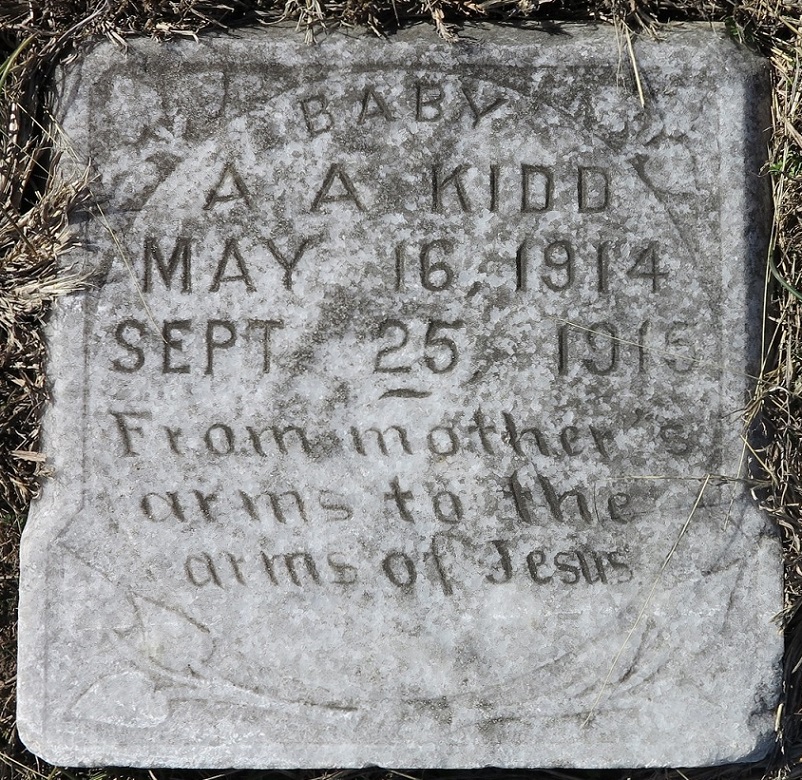 BABY
A A KIDD
MAY 16, 1914
SEPT 25, 1915
From mother's
arms to the
arms of Jesus